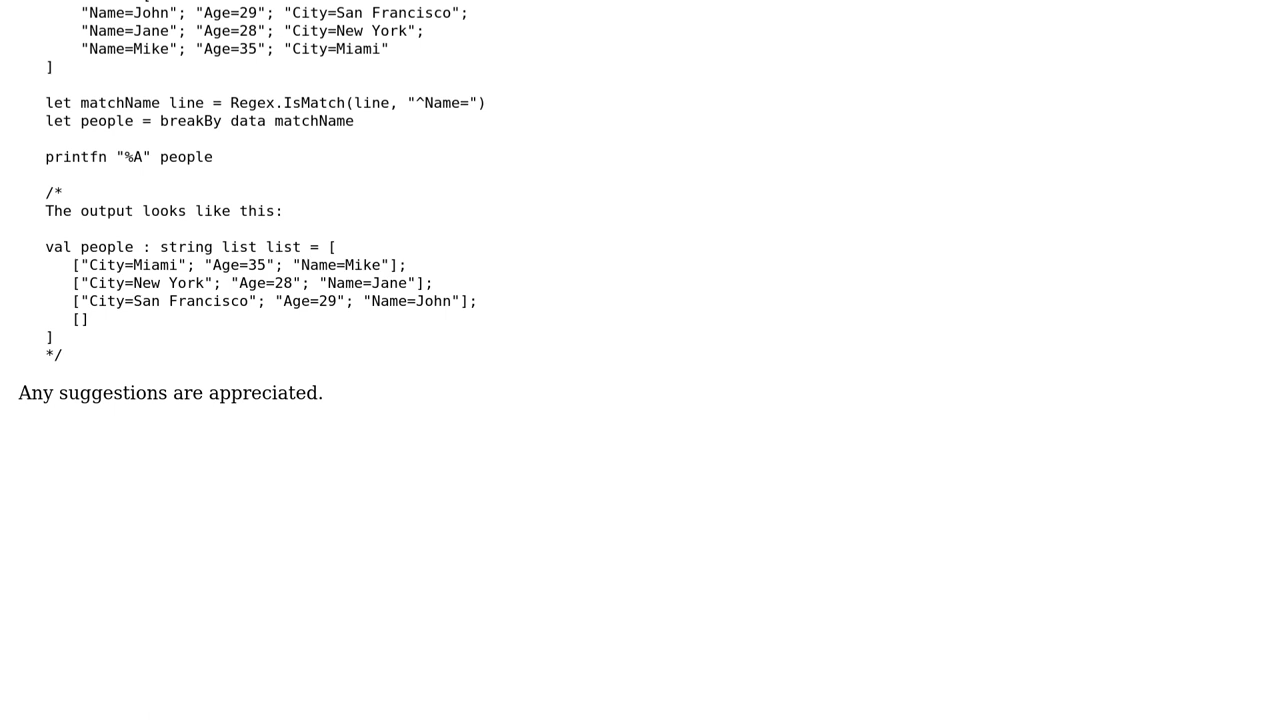 "Name=John"; "Age=29"; "City=San Francisco";
"Name=Jane"; "Age=28"; "City=New York";
"Name=Mike"; "Age=35"; "City=Miami"
]
let matchName line = Regex.IsMatch(line, "^Name=")
let people = breakBy data matchName
printfn "%A" people
/*
The output looks like this:
val people : string list list = [
["City=Miami"; "Age=35"; "Name=Mike"];
["City=New York"; "Age=28"; "Name=Jane"];
["City=San Francisco"; "Age=29"; "Name=John"];
[]
]
*/
Any suggestions are appreciated.